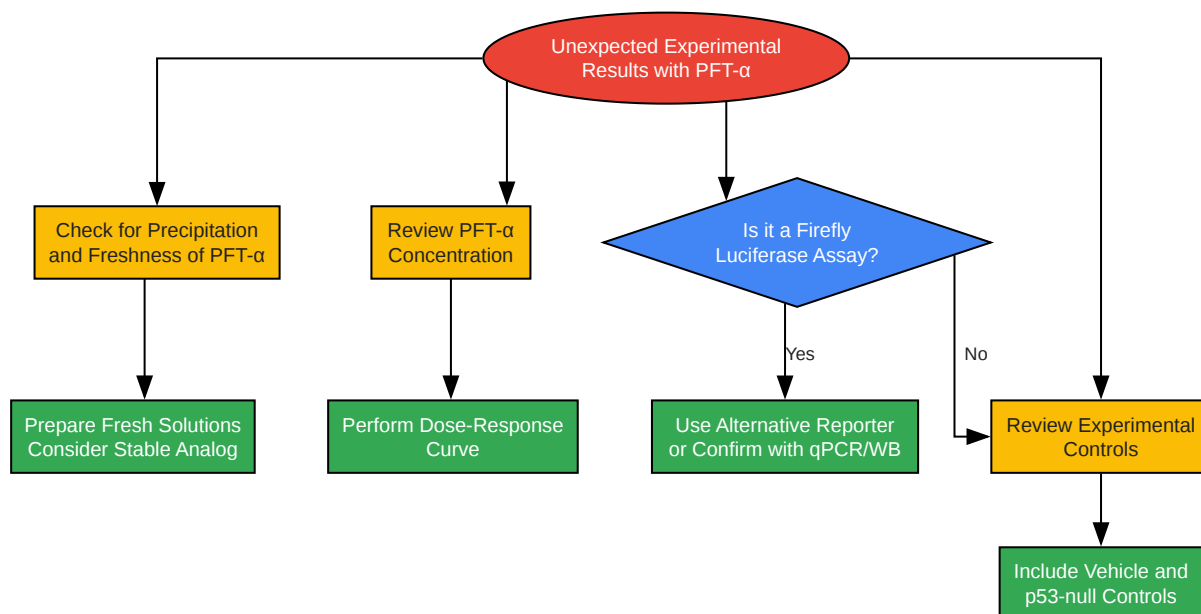 Unexpected Experimental
Results with PFT-α
Check for Precipitation
and Freshness of PFT-α
Review PFT-α
Concentration
Is it a Firefly
Luciferase Assay?
Yes
No
Prepare Fresh Solutions
Consider Stable Analog
Perform Dose-Response
Curve
Use Alternative Reporter
or Confirm with qPCR/WB
Review Experimental
Controls
Include Vehicle and
p53-null Controls